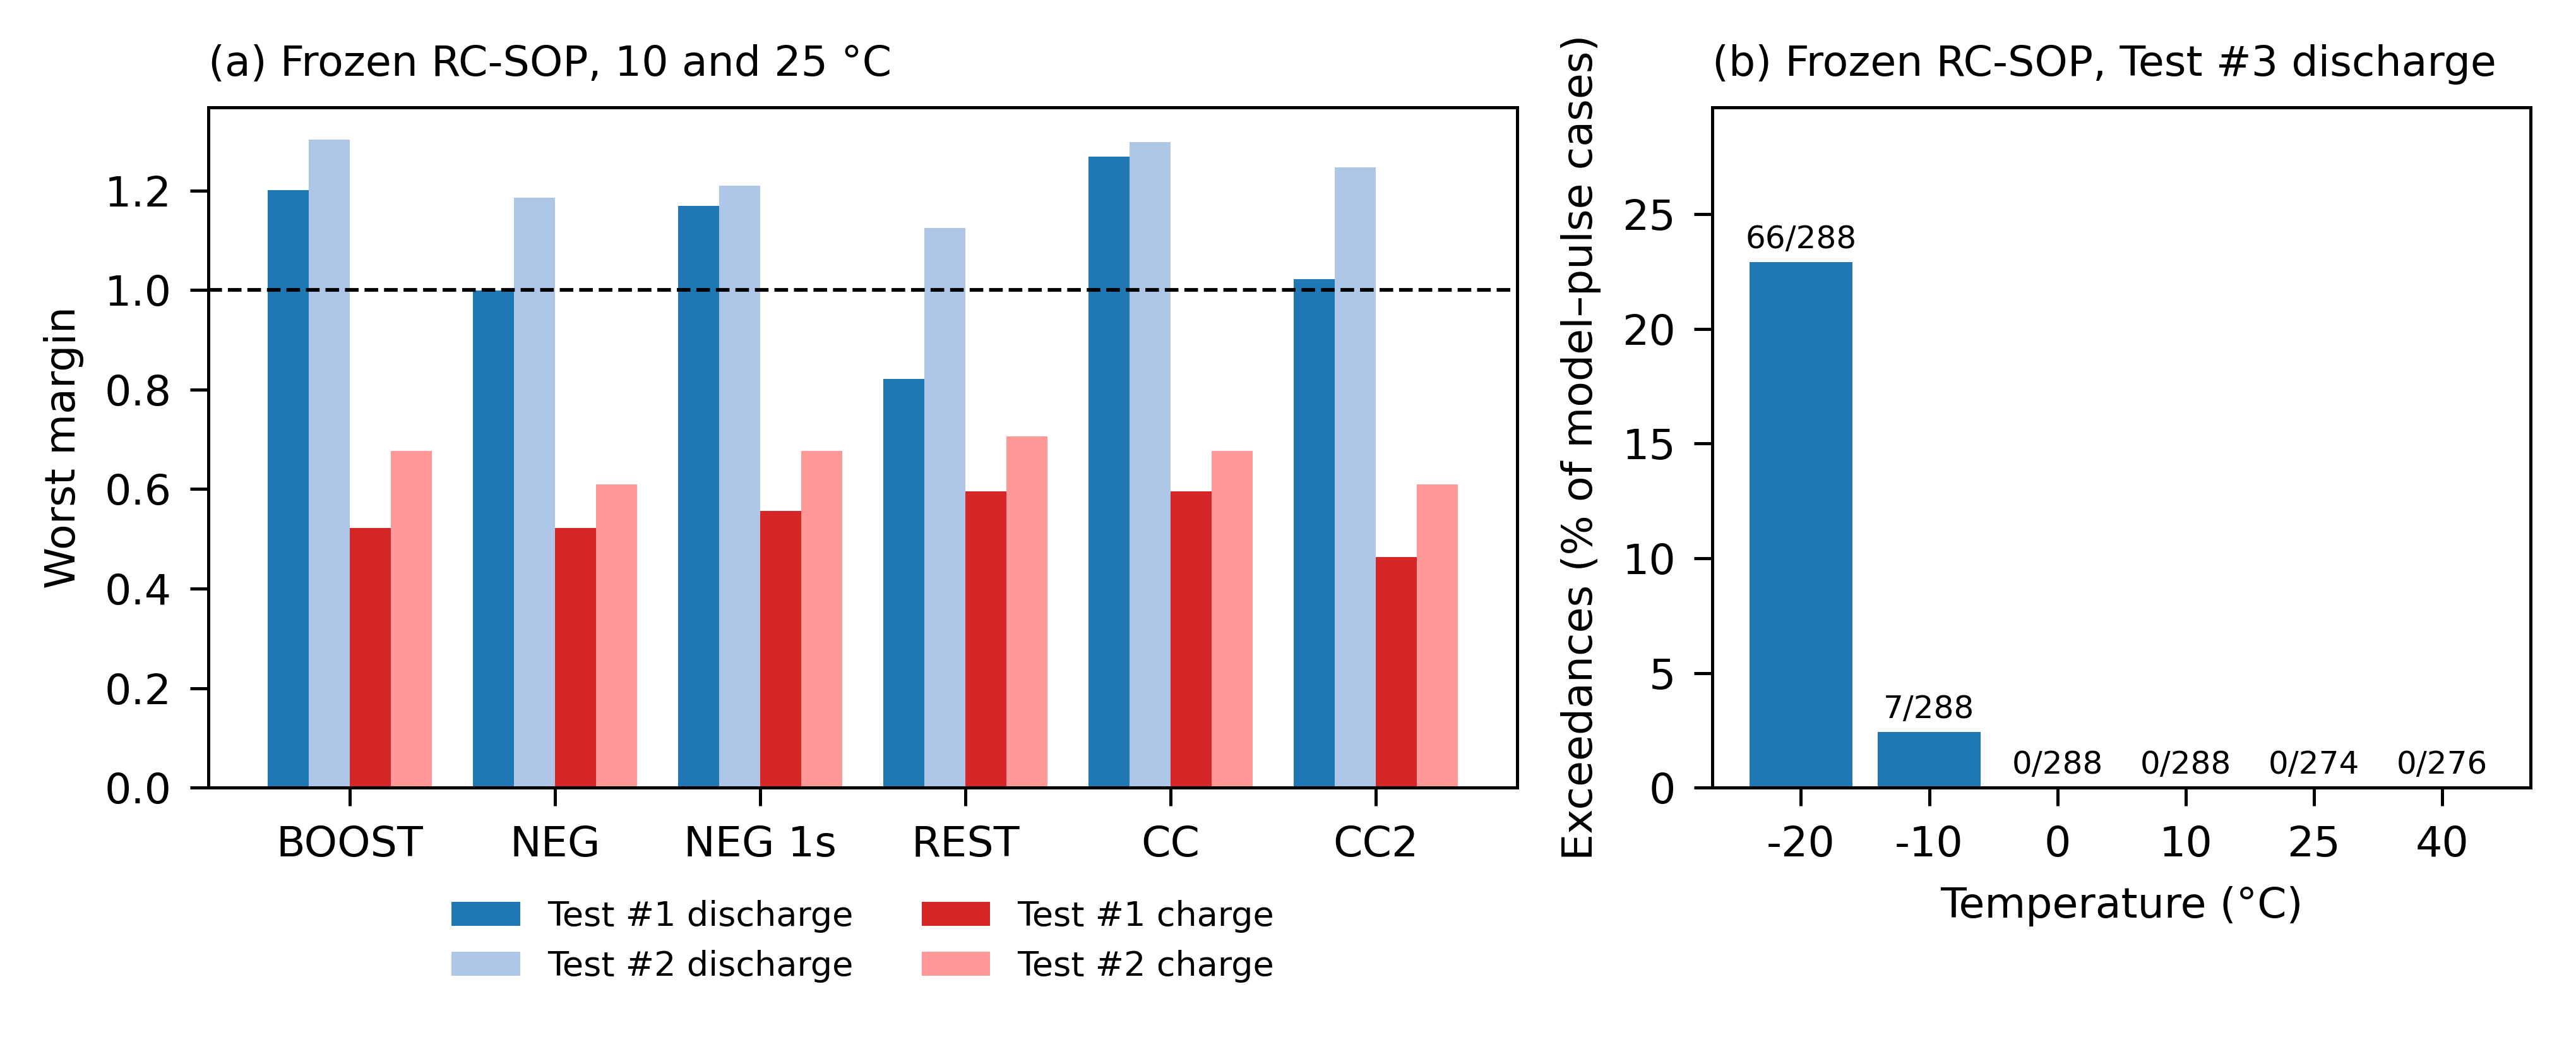 (a) Frozen RC-SOP, 10 and 25 °C
Worst margin
1.2
1.0
0.8
0.6
0.4
0.2
0.0
BOOST
NEG
NEG 1s
REST
CC
CC2
Test #1 discharge
Test #2 discharge
Test #1 charge
Test #2 charge
(b) Frozen RC-SOP, Test #3 discharge
Exceedances (% of model–pulse cases)
25
20
15
10
5
0
66/288
7/288
0/288
0/288
0/274
0/276
-20
-10
0
10
25
40
Temperature (°C)